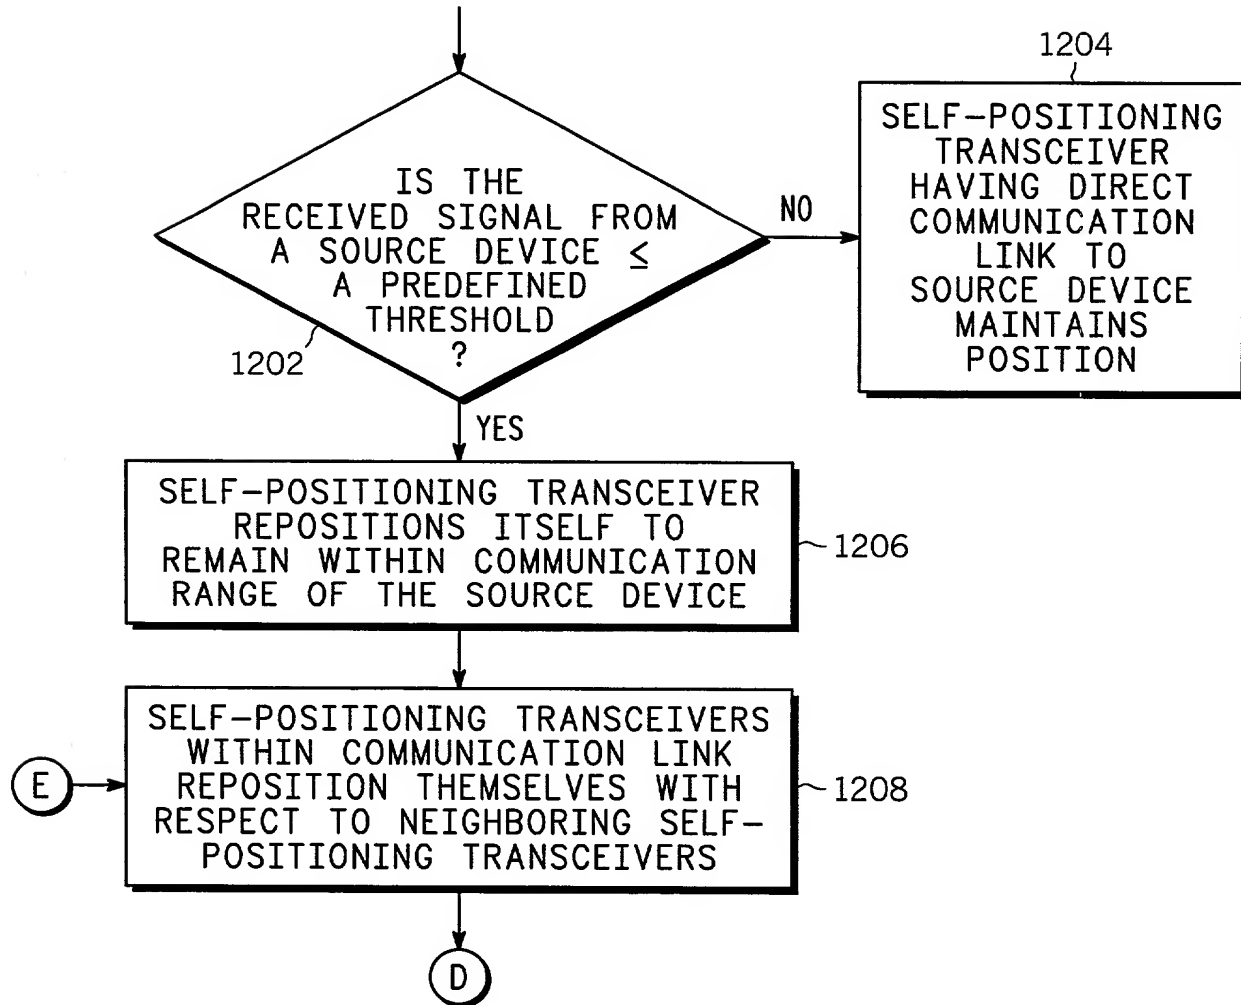 IS THE
RECEIVED SIGNAL FROM
A SOURCE DEVICE ≤
A PREDEFINED
THRESHOLD
?
1202
NO
1204
SELF-POSITIONING
TRANSCEIVER
HAVING DIRECT
COMMUNICATION
LINK TO
SOURCE DEVICE
MAINTAINS
POSITION
YES
SELF-POSITIONING TRANSCEIVER
REPOSITIONS ITSELF TO
REMAIN WITHIN COMMUNICATION
RANGE OF THE SOURCE DEVICE
1206
E
SELF-POSITIONING TRANSCEIVERS
WITHIN COMMUNICATION LINK
REPOSITION THEMSELVES WITH
RESPECT TO NEIGHBORING SELF-
POSITIONING TRANSCEIVERS
1208
D